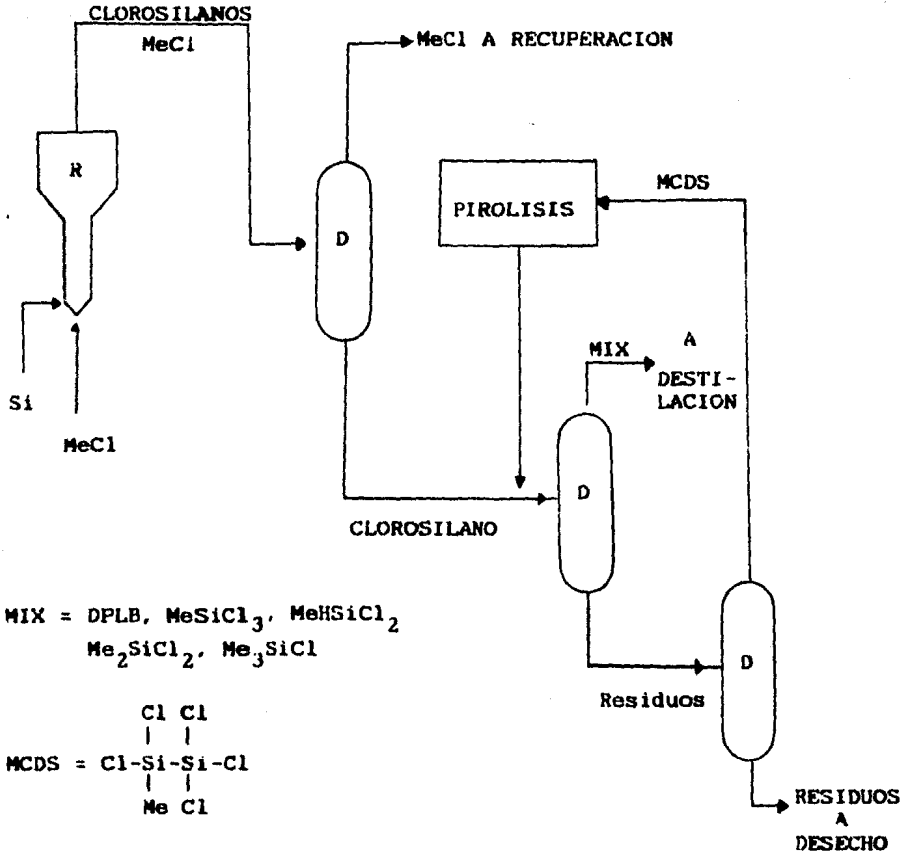 CLOROSILANOS
MeCl
MeCl A RECUPERACION
R
MCDS
PIROLISIS
D
Si
MeCl
MIX
A
DESTI-
LACION
D
CLOROSILANO
MIX = DPLB, MeSiCl3, MeHSiCl2
Me2SiCl2, Me3SiCl
D
Residuos
Cl Cl
MCDS = Cl-Si-Si-Cl
Me Cl
RESIDUOS
A
DESECHO